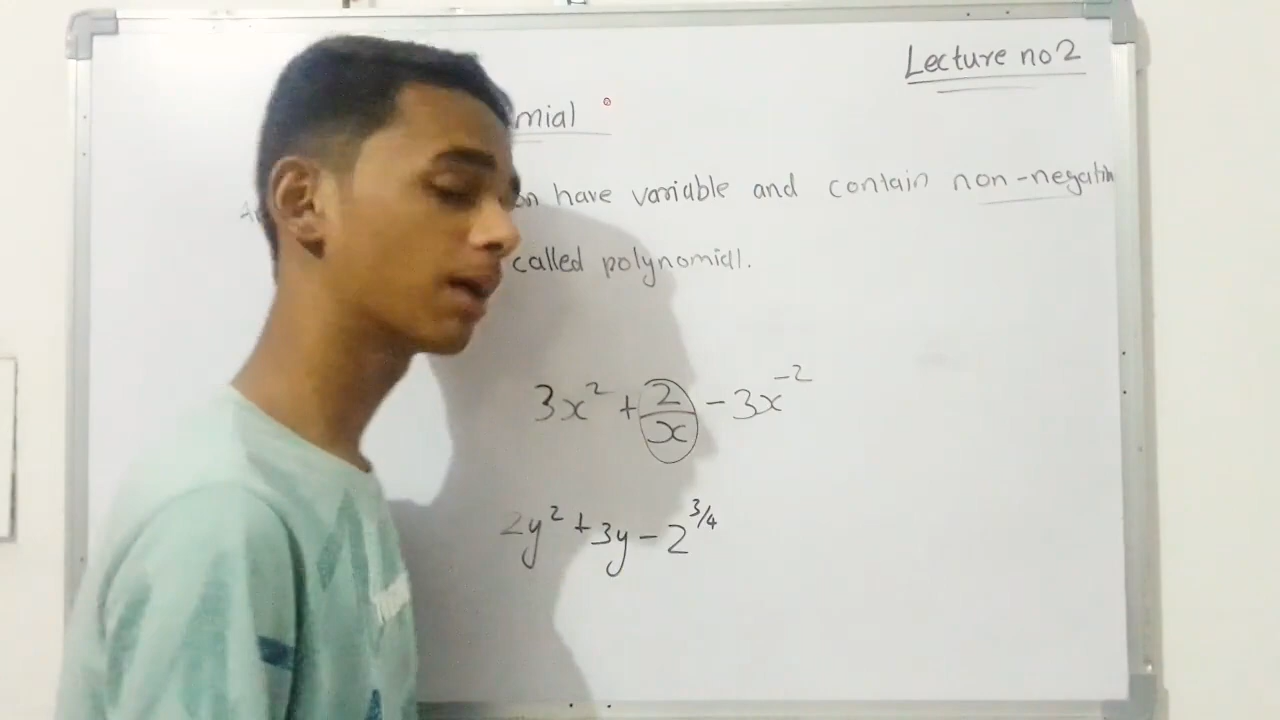 Lecture no 2
mial
on have variable and contain non-negativ
called polynomial.
3x² + 2/x - 3x⁻²
2y² + 3y - 2^3/4